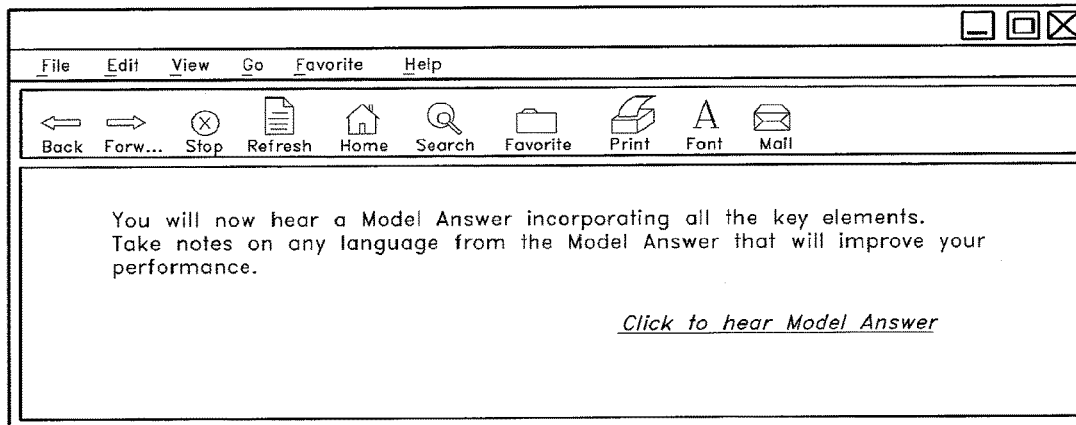 File Edit View Go Favorite Help
Back Forw... Stop Refresh Home Search Favorite Print Font Mail
You will now hear a Model Answer incorporating all the key elements.
Take notes on any language from the Model Answer that will improve your
performance.
Click to hear Model Answer